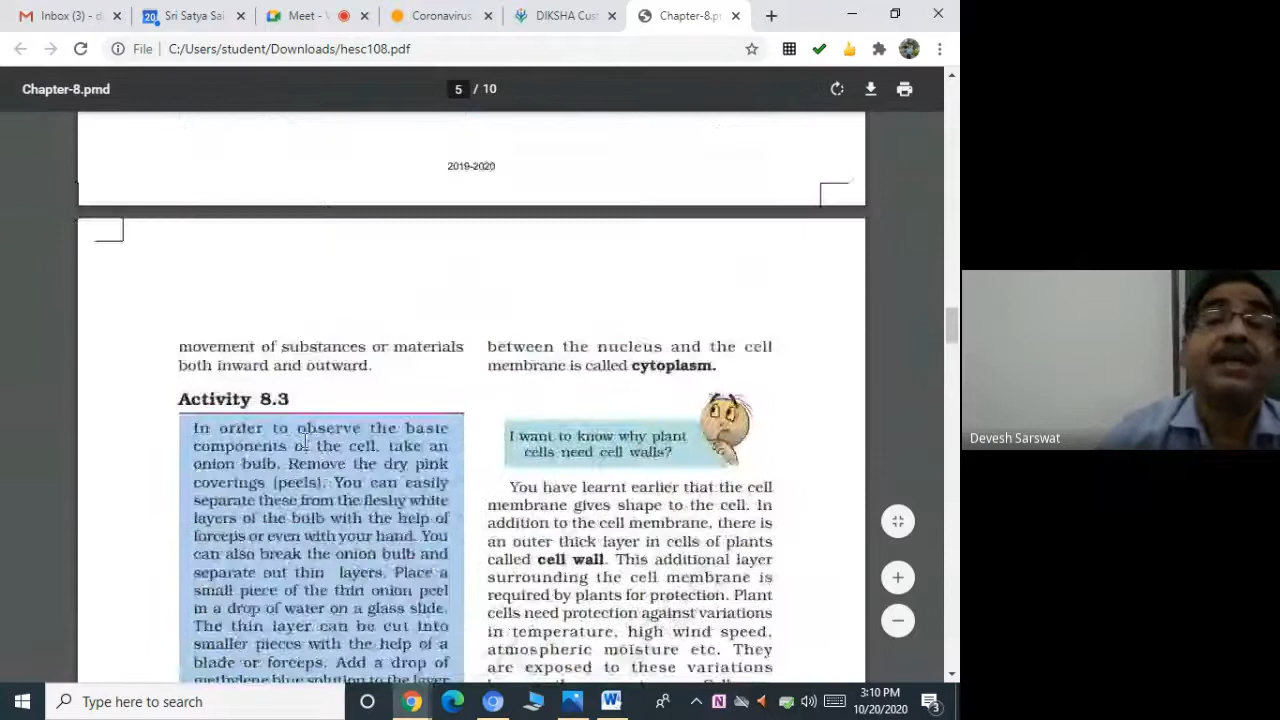 Inbox (3) - d
20
Sri Satya Sai
Meet - V
Coronavirus
DIKSHA Cust
Chapter-8.p
File
C:/Users/student/Downloads/hesc108.pdf
Chapter-8.pmd
5 / 10
2019-2020
movement of substances or materials
both inward and outward.
Activity 8.3
In order to observe the basic
components of the cell, take an
onion bulb. Remove the dry pink
coverings (peels). You can easily
separate these from the fleshy white
layers of the bulb with the help of
forceps or even with your hand. You
can also break the onion bulb and
separate out thin layers. Place a
small piece of the thin onion peel
in a drop of water on a glass slide.
The thin layer can be cut into
smaller pieces with the help of a
blade or forceps. Add a drop of
methylene blue solution to the layer
between the nucleus and the cell
membrane is called cytoplasm.
I want to know why plant
cells need cell walls?
You have learnt earlier that the cell
membrane gives shape to the cell. In
addition to the cell membrane, there is
an outer thick layer in cells of plants
called cell wall. This additional layer
surrounding the cell membrane is
required by plants for protection. Plant
cells need protection against variations
in temperature, high wind speed,
atmospheric moisture etc. They
are exposed to these variations
Devesh Sarswat
Type here to search
3:10 PM
10/20/2020
3